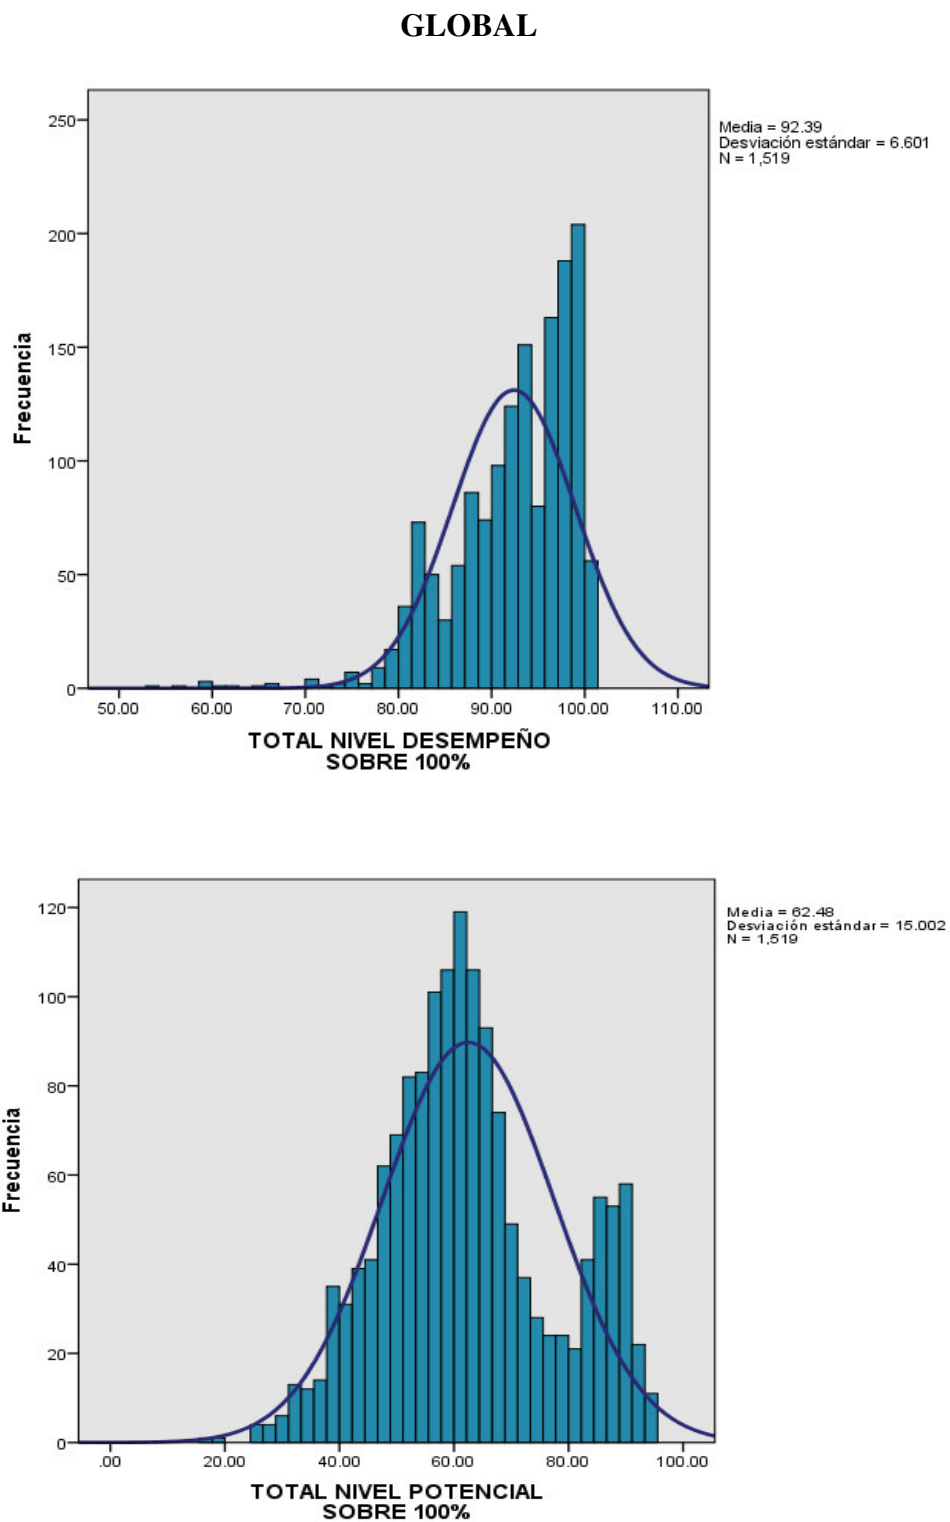 GLOBAL
250
200
150
100
50
0
Frecuencia
50.00 60.00 70.00 80.00 90.00 100.00 110.00
TOTAL NIVEL DESEMPEÑO
SOBRE 100%
Media = 92.39
Desviación estándar = 6.601
N = 1,519
120
100
80
60
40
20
0
Frecuencia
.00 20.00 40.00 60.00 80.00 100.00
TOTAL NIVEL POTENCIAL
SOBRE 100%
Media = 62.48
Desviación estándar = 15.002
N = 1,519